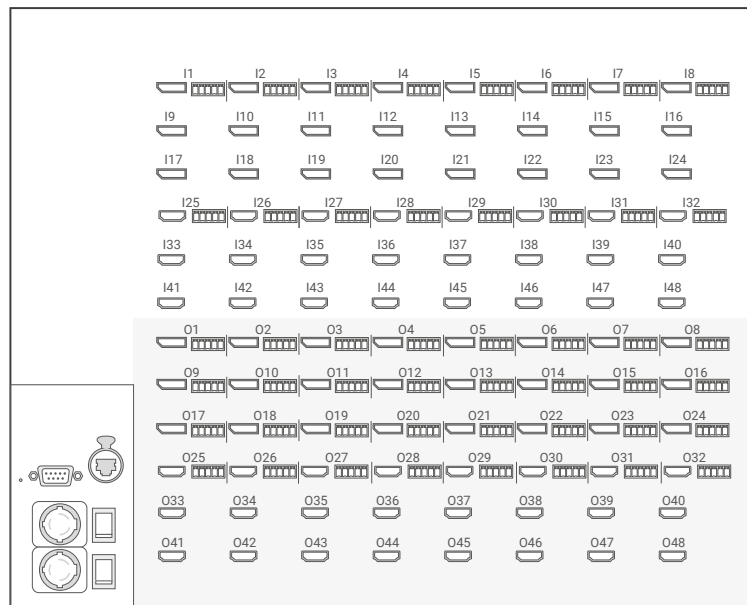 I1 I2 I3 I4 I5 I6 I7 I8
I9 I10 I11 I12 I13 I14 I15 I16
I17 I18 I19 I20 I21 I22 I23 I24
I25 I26 I27 I28 I29 I30 I31 I32
I33 I34 I35 I36 I37 I38 I39 I40
I41 I42 I43 I44 I45 I46 I47 I48
O1 O2 O3 O4 O5 O6 O7 O8
O9 O10 O11 O12 O13 O14 O15 O16
O17 O18 O19 O20 O21 O22 O23 O24
O25 O26 O27 O28 O29 O30 O31 O32
O33 O34 O35 O36 O37 O38 O39 O40
O41 O42 O43 O44 O45 O46 O47 O48